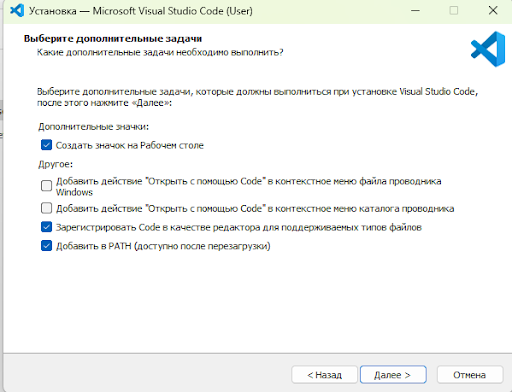 Установка — Microsoft Visual Studio Code (User)
Выберите дополнительные задачи
Какие дополнительные задачи необходимо выполнить?
Выберите дополнительные задачи, которые должны выполниться при установке Visual Studio Code,
после этого нажмите «Далее»:
Дополнительные значки:
Создать значок на Рабочем столе
Другое:
Добавить действие "Открыть с помощью Code" в контекстное меню файла проводника
Windows
Добавить действие "Открыть с помощью Code" в контекстное меню каталога проводника
Зарегистрировать Code в качестве редактора для поддерживаемых типов файлов
Добавить в PATH (доступно после перезагрузки)
< Назад
Далее >
Отмена